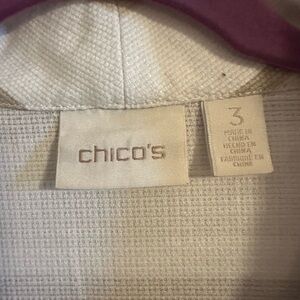 chico's
3
MADE IN
CHINA
HECHO EN
CHINA
FABRIQUÉ EN
CHINE